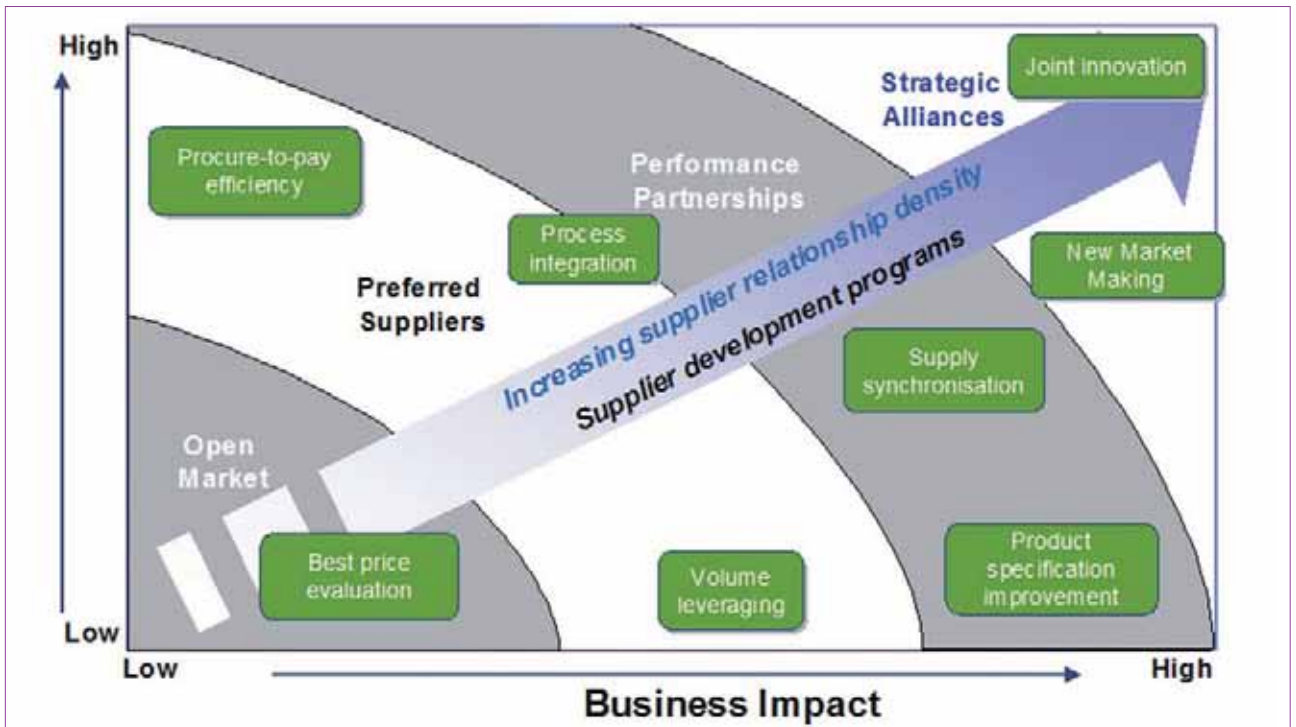 High
Joint innovation
Strategic
Alliances
Procure-to-pay
efficiency
Performance
Partnerships
Process
integration
New Market
Making
Preferred
Suppliers
Increasing supplier relationship density
Supplier development programs
Supply
synchronisation
Open
Market
Best price
evaluation
Volume
leveraging
Product
specification
improvement
Low
Low
High
Business Impact